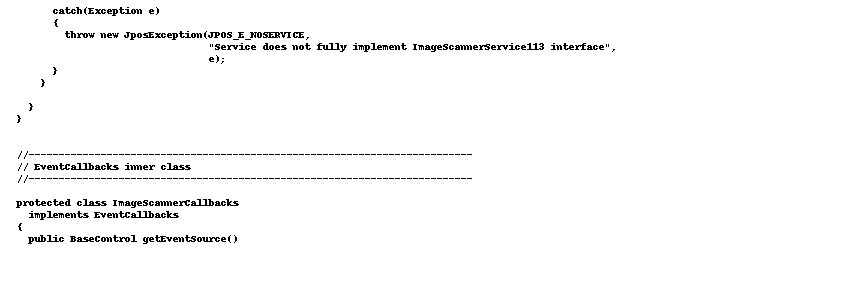 catch(Exception e)
{
throw new JposException(JPOS_E_NOSERVICE,
"Service does not fully implement ImageScannerService113 interface",
e);
}
}
}
}
//--------------------------------------------------------------------------
// EventCallbacks inner class
//--------------------------------------------------------------------------
protected class ImageScannerCallbacks
implements EventCallbacks
{
public BaseControl getEventSource()